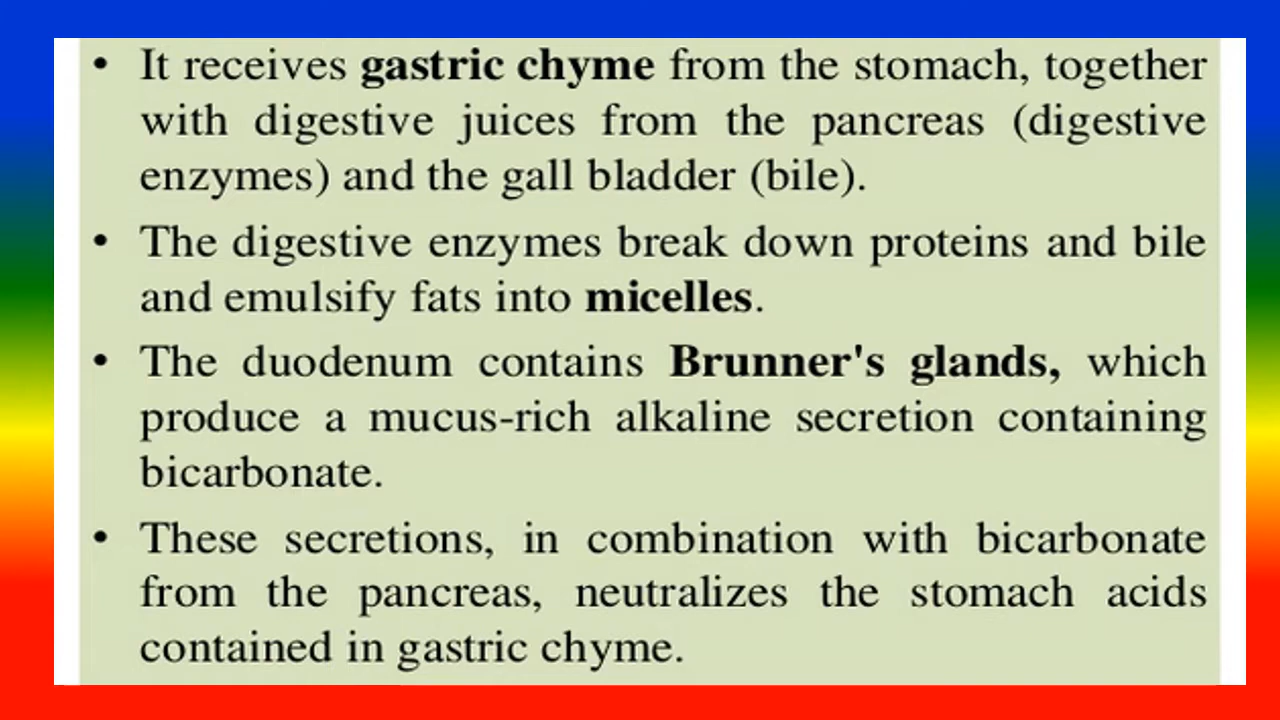 • It receives gastric chyme from the stomach, together
with digestive juices from the pancreas (digestive
enzymes) and the gall bladder (bile).
• The digestive enzymes break down proteins and bile
and emulsify fats into micelles.
• The duodenum contains Brunner's glands, which
produce a mucus-rich alkaline secretion containing
bicarbonate.
• These secretions, in combination with bicarbonate
from the pancreas, neutralizes the stomach acids
contained in gastric chyme.